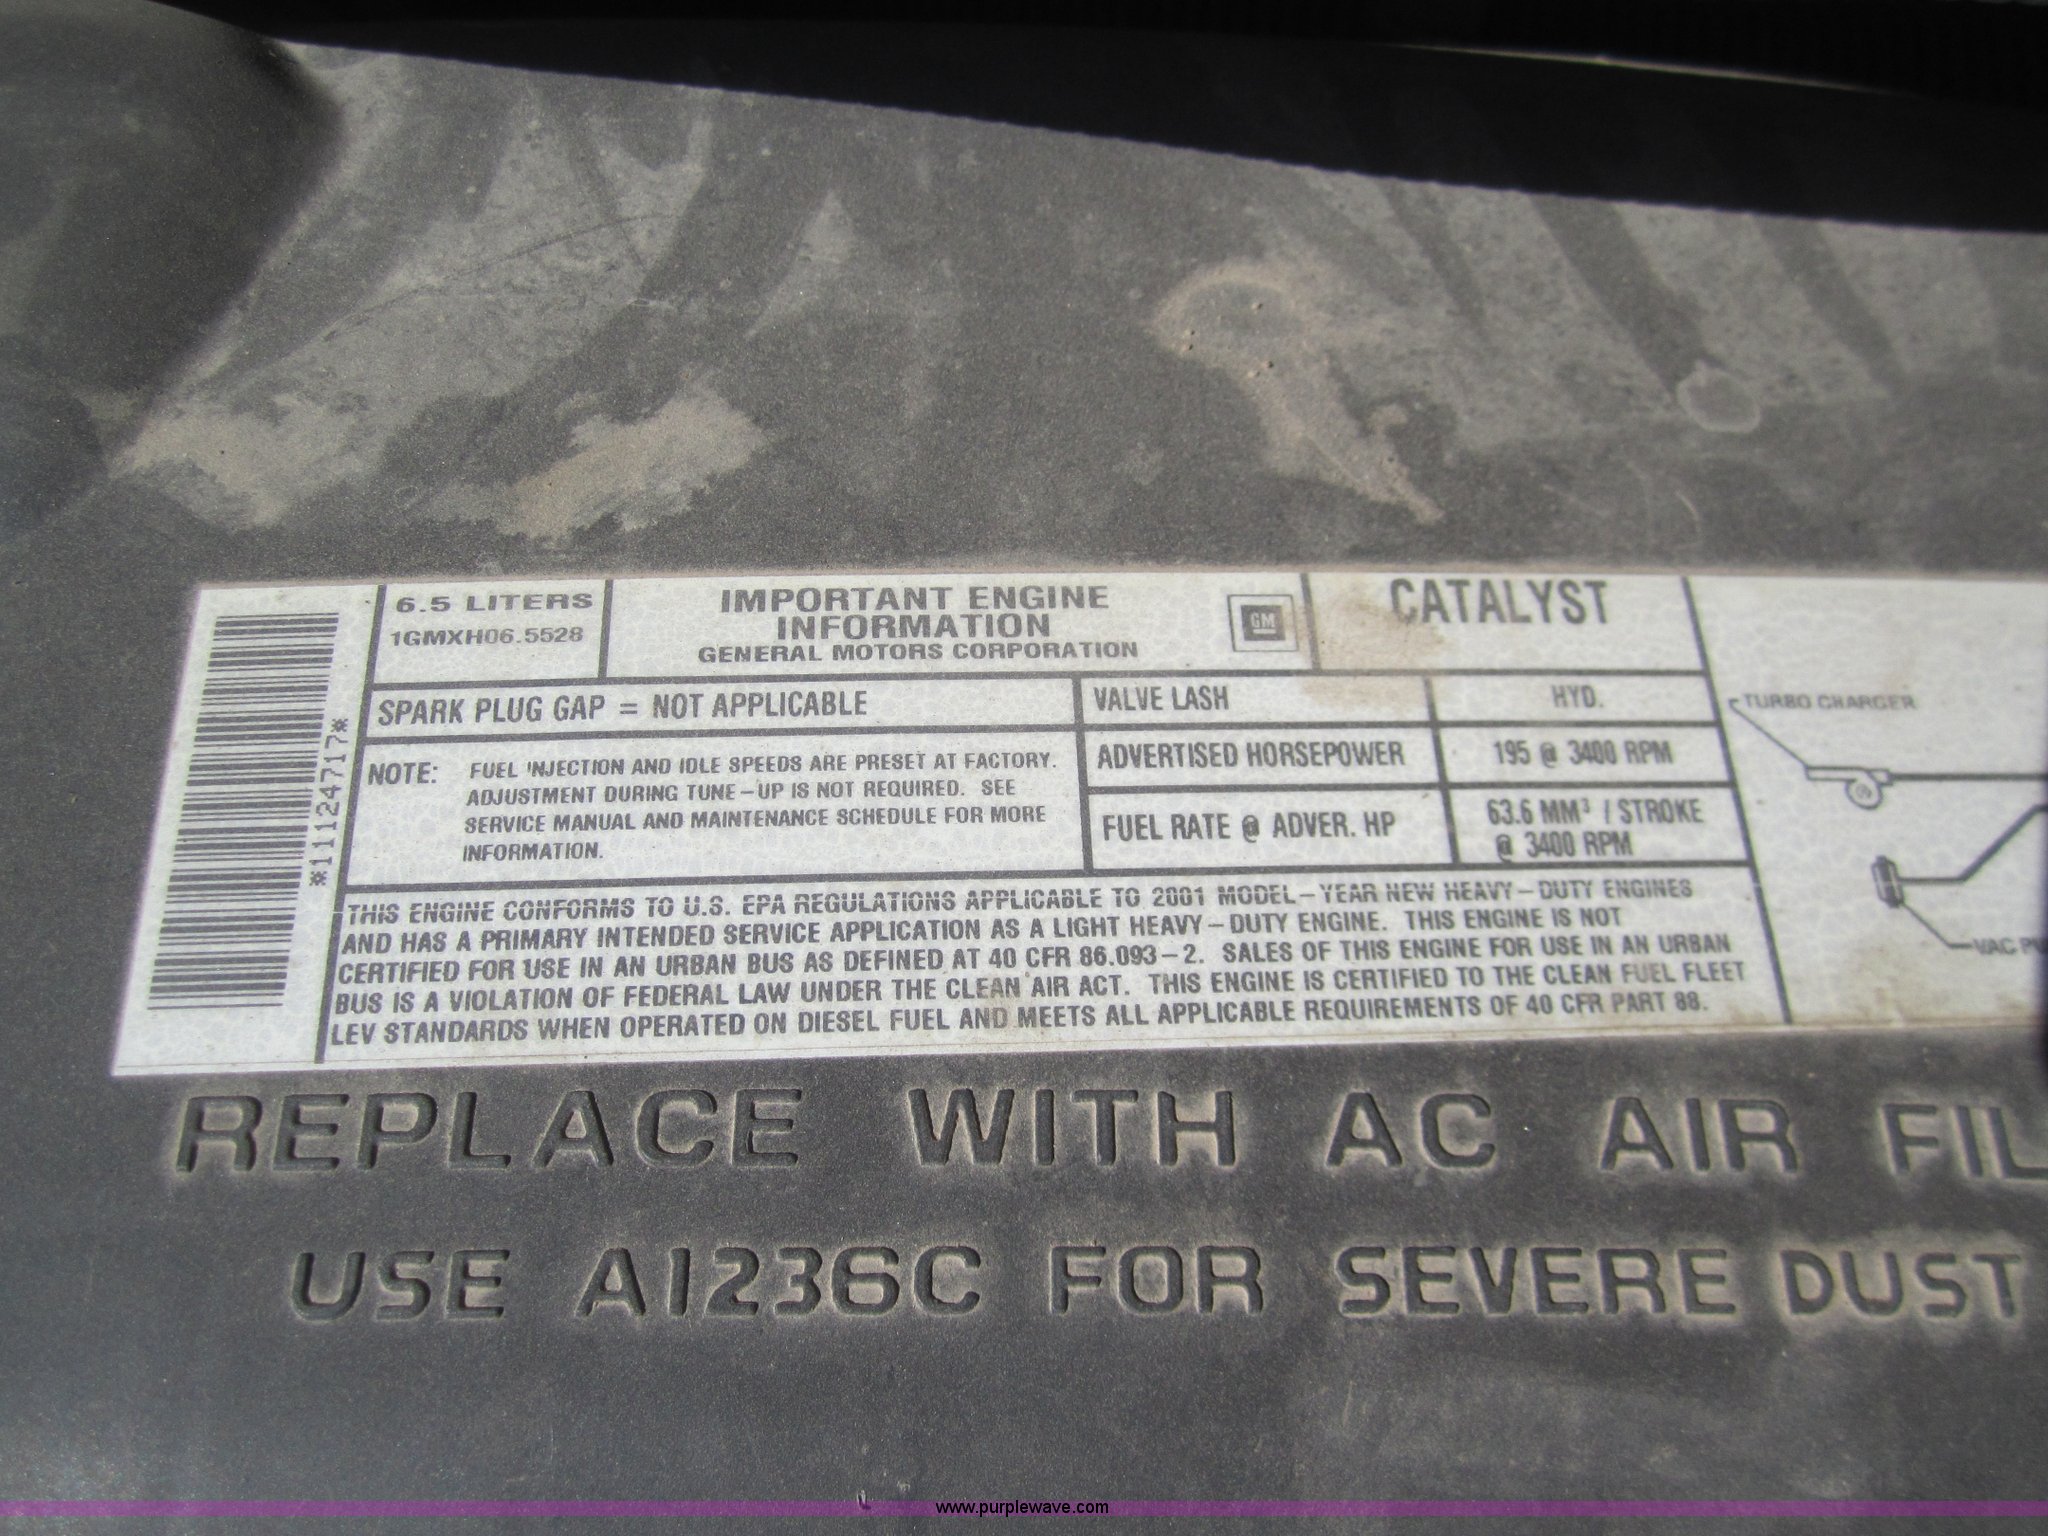 6.5 LITERS
1GMXH06.5528
IMPORTANT ENGINE
INFORMATION
GENERAL MOTORS CORPORATION
GM
CATALYST
*111124717*
SPARK PLUG GAP = NOT APPLICABLE
VALVE LASH HYD.
ADVERTISED HORSEPOWER 195 @ 3400 RPM
FUEL RATE @ ADVER. HP 63.6 MM³ / STROKE
@ 3400 RPM
NOTE: FUEL INJECTION AND IDLE SPEEDS ARE PRESET AT FACTORY.
ADJUSTMENT DURING TUNE-UP IS NOT REQUIRED. SEE
SERVICE MANUAL AND MAINTENANCE SCHEDULE FOR MORE
INFORMATION.
THIS ENGINE CONFORMS TO U.S. EPA REGULATIONS APPLICABLE TO 2001 MODEL-YEAR NEW HEAVY-DUTY ENGINES
AND HAS A PRIMARY INTENDED SERVICE APPLICATION AS A LIGHT HEAVY-DUTY ENGINE. THIS ENGINE IS NOT
CERTIFIED FOR USE IN AN URBAN BUS AS DEFINED AT 40 CFR 86.093-2. SALES OF THIS ENGINE FOR USE IN AN URBAN
BUS IS A VIOLATION OF FEDERAL LAW UNDER THE CLEAN AIR ACT. THIS ENGINE IS CERTIFIED TO THE CLEAN FUEL FLEET
LEV STANDARDS WHEN OPERATED ON DIESEL FUEL AND MEETS ALL APPLICABLE REQUIREMENTS OF 40 CFR PART 88.
TURBO CHARGER
VAC PU
REPLACE WITH AC AIR FIL
USE A1236C FOR SEVERE DUST
www.purplewave.com